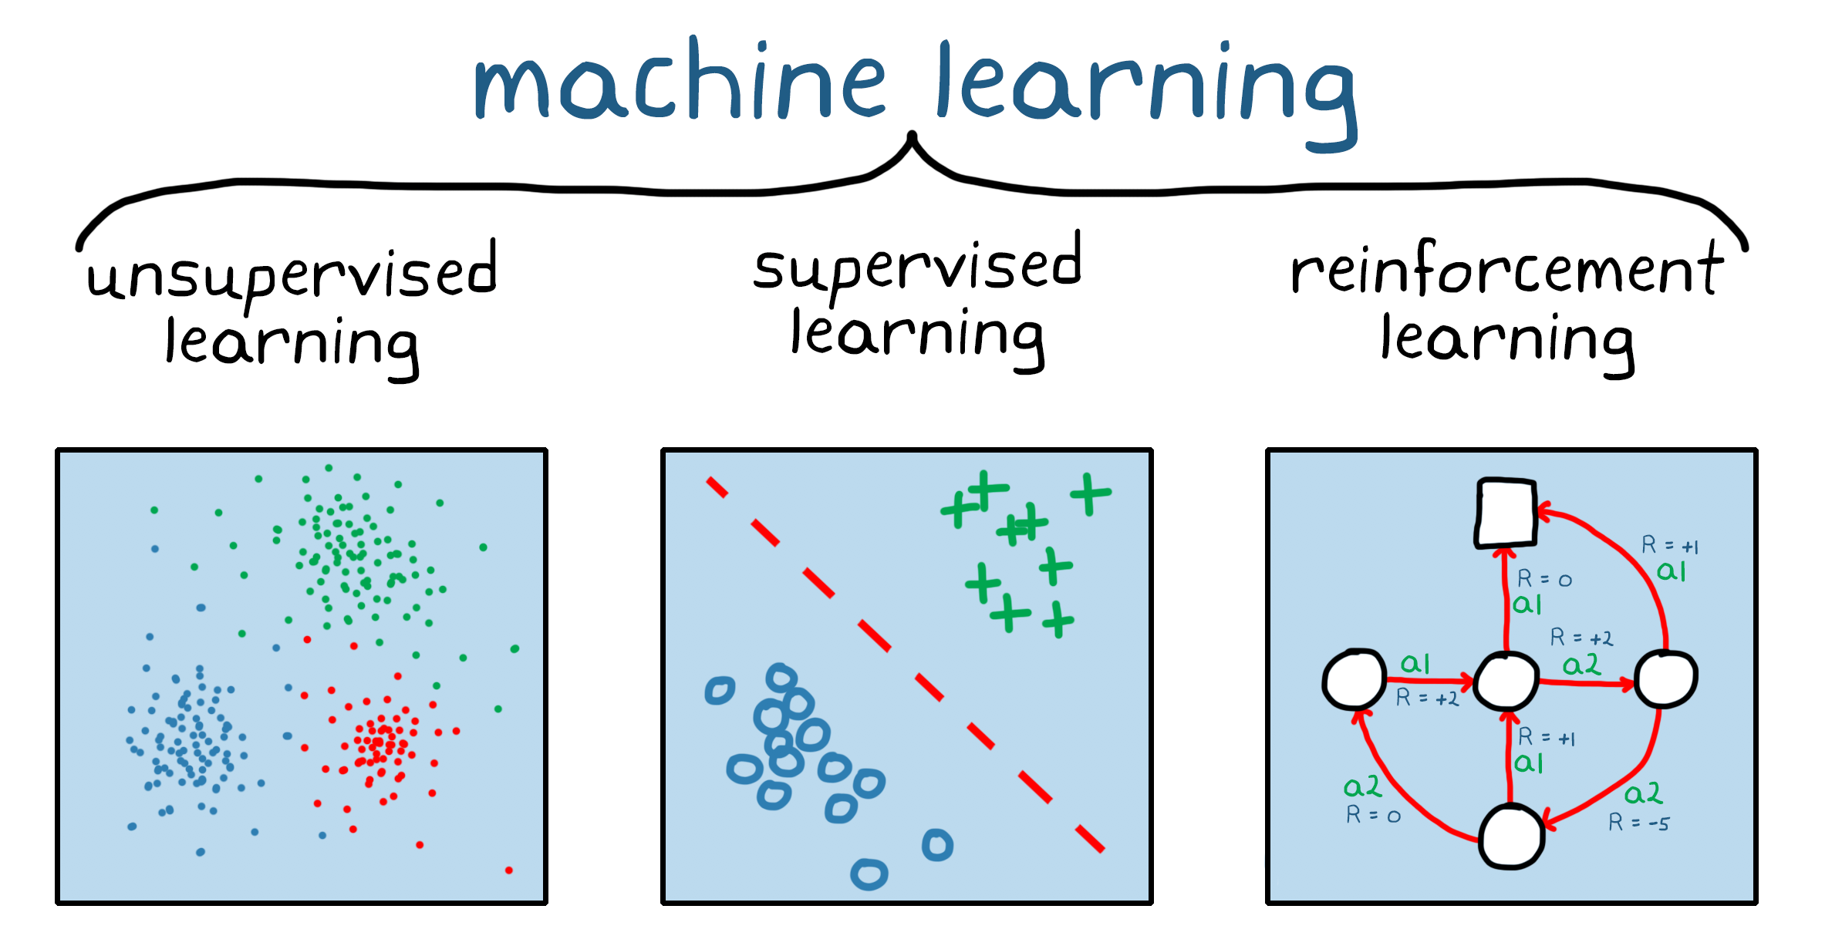 machine learning
unsupervised
learning
supervised
learning
reinforcement
learning
R = +1
a1
R = 0
a1
R = +2
a2
a1
R = +2
R = +1
a1
a2
R = 0
a2
R = -5